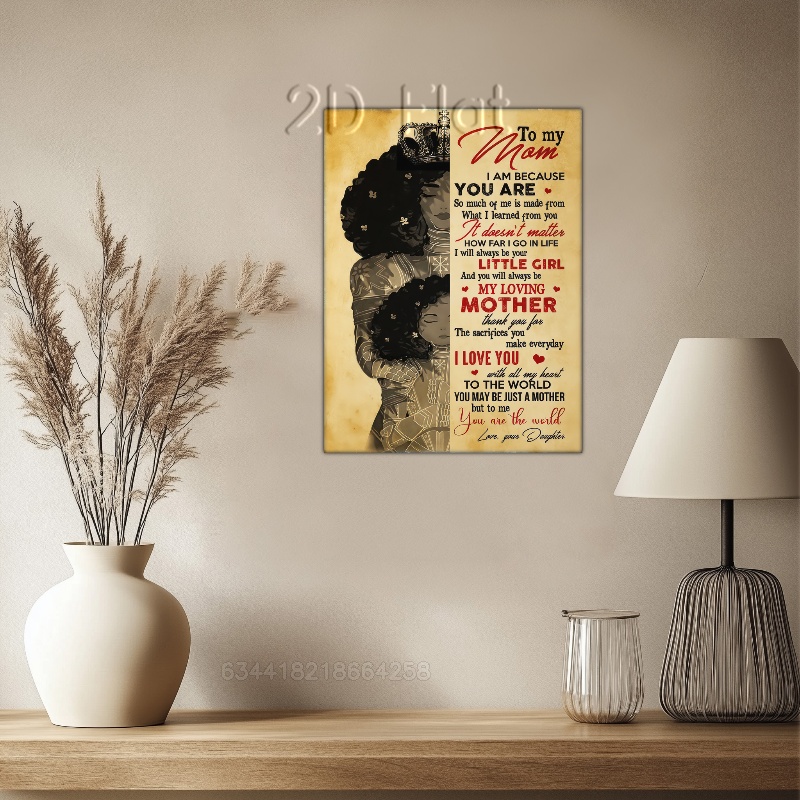 2D Flat
To my
Mom
I AM BECAUSE
YOU ARE
So much of me is made from
What I learned from you
It doesn't matter
HOW FAR I GO IN LIFE
I will always be your
LITTLE GIRL
And you will always be
MY LOVING
MOTHER
thank you for
The sacrifices you
make everyday
I LOVE YOU
with all my heart
TO THE WORLD
YOU MAY BE JUST A MOTHER
but to me
You are the world
Love, your Daughter
634418218664258